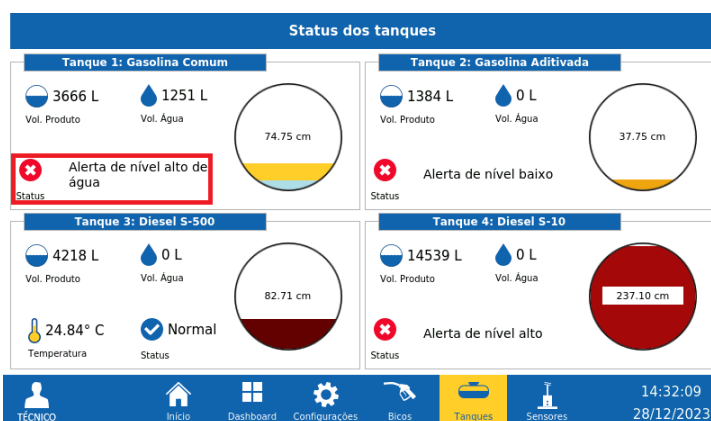 Status dos tanques
Tanque 1: Gasolina Comum
3666 L
1251 L
Vol. Produto
Vol. Água
74.75 cm
Alerta de nível alto de
água
Status
Tanque 2: Gasolina Aditivada
1384 L
0 L
Vol. Produto
Vol. Água
37.75 cm
Alerta de nível baixo
Status
Tanque 3: Diesel S-500
4218 L
0 L
Vol. Produto
Vol. Água
82.71 cm
24.84° C
Normal
Temperatura
Status
Tanque 4: Diesel S-10
14539 L
0 L
Vol. Produto
Vol. Água
237.10 cm
Alerta de nível alto
Status
TÉCNICO
Início
Dashboard
Configurações
Bicos
Tanques
Sensores
14:32:09
28/12/2023